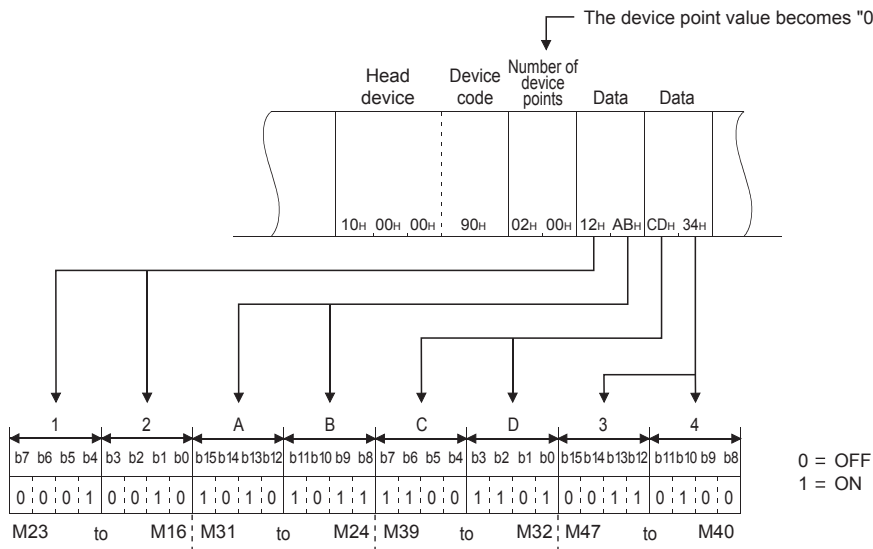 The device point value becomes "0
Head device
Device code
Number of device points
Data
Data
10H 00H 00H 90H 02H 00H 12H ABH CDH 34H
1 2 A B C D 3 4
b7 b6 b5 b4 b3 b2 b1 b0 b15 b14 b13 b12 b11 b10 b9 b8 b7 b6 b5 b4 b3 b2 b1 b0 b15 b14 b13 b12 b11 b10 b9 b8
0 0 0 1 0 0 1 0 1 0 1 0 1 0 1 1 1 1 0 0 1 1 0 1 0 0 1 1 0 1 0 0
M23 to M16 M31 to M24 M39 to M32 M47 to M40
0 = OFF
1 = ON